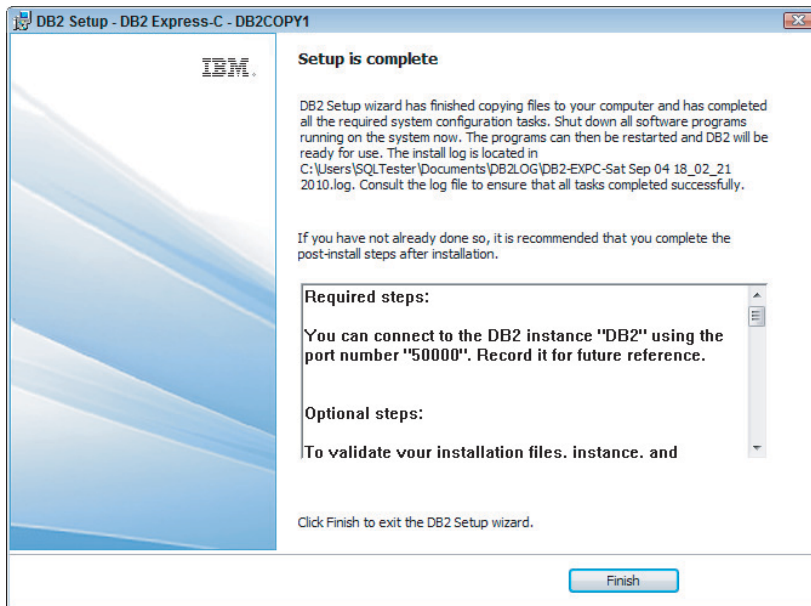 DB2 Setup - DB2 Express-C - DB2COPY1
IBM.
Setup is complete
DB2 Setup wizard has finished copying files to your computer and has completed
all the required system configuration tasks. Shut down all software programs
running on the system now. The programs can then be restarted and DB2 will be
ready for use. The install log is located in
C:\Users\SQLTester\Documents\DB2LOG\DB2-EXPC-Sat Sep 04 18_02_21
2010.log. Consult the log file to ensure that all tasks completed successfully.
If you have not already done so, it is recommended that you complete the
post-install steps after installation.
Required steps:
You can connect to the DB2 instance "DB2" using the
port number "50000". Record it for future reference.
Optional steps:
To validate your installation files, instance, and
Click Finish to exit the DB2 Setup wizard.
Finish